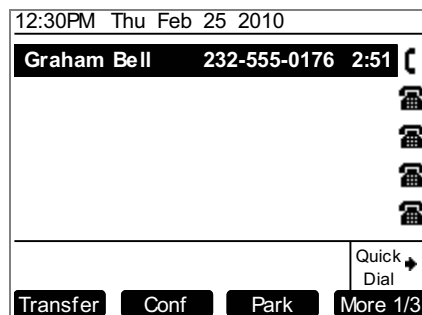 12:30PM Thu Feb 25 2010
Graham Bell 232-555-0176 2:51
Quick
Dial
Transfer Conf Park More 1/3